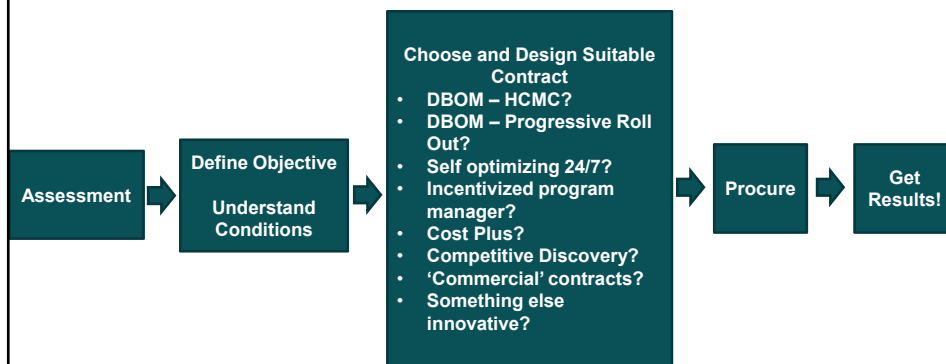 Assessment
Define Objective
Understand
Conditions
Choose and Design Suitable
Contract
• DBOM – HCMC?
• DBOM – Progressive Roll
Out?
• Self optimizing 24/7?
• Incentivized program
manager?
• Cost Plus?
• Competitive Discovery?
• ‘Commercial’ contracts?
• Something else
innovative?
Procure
Get
Results!